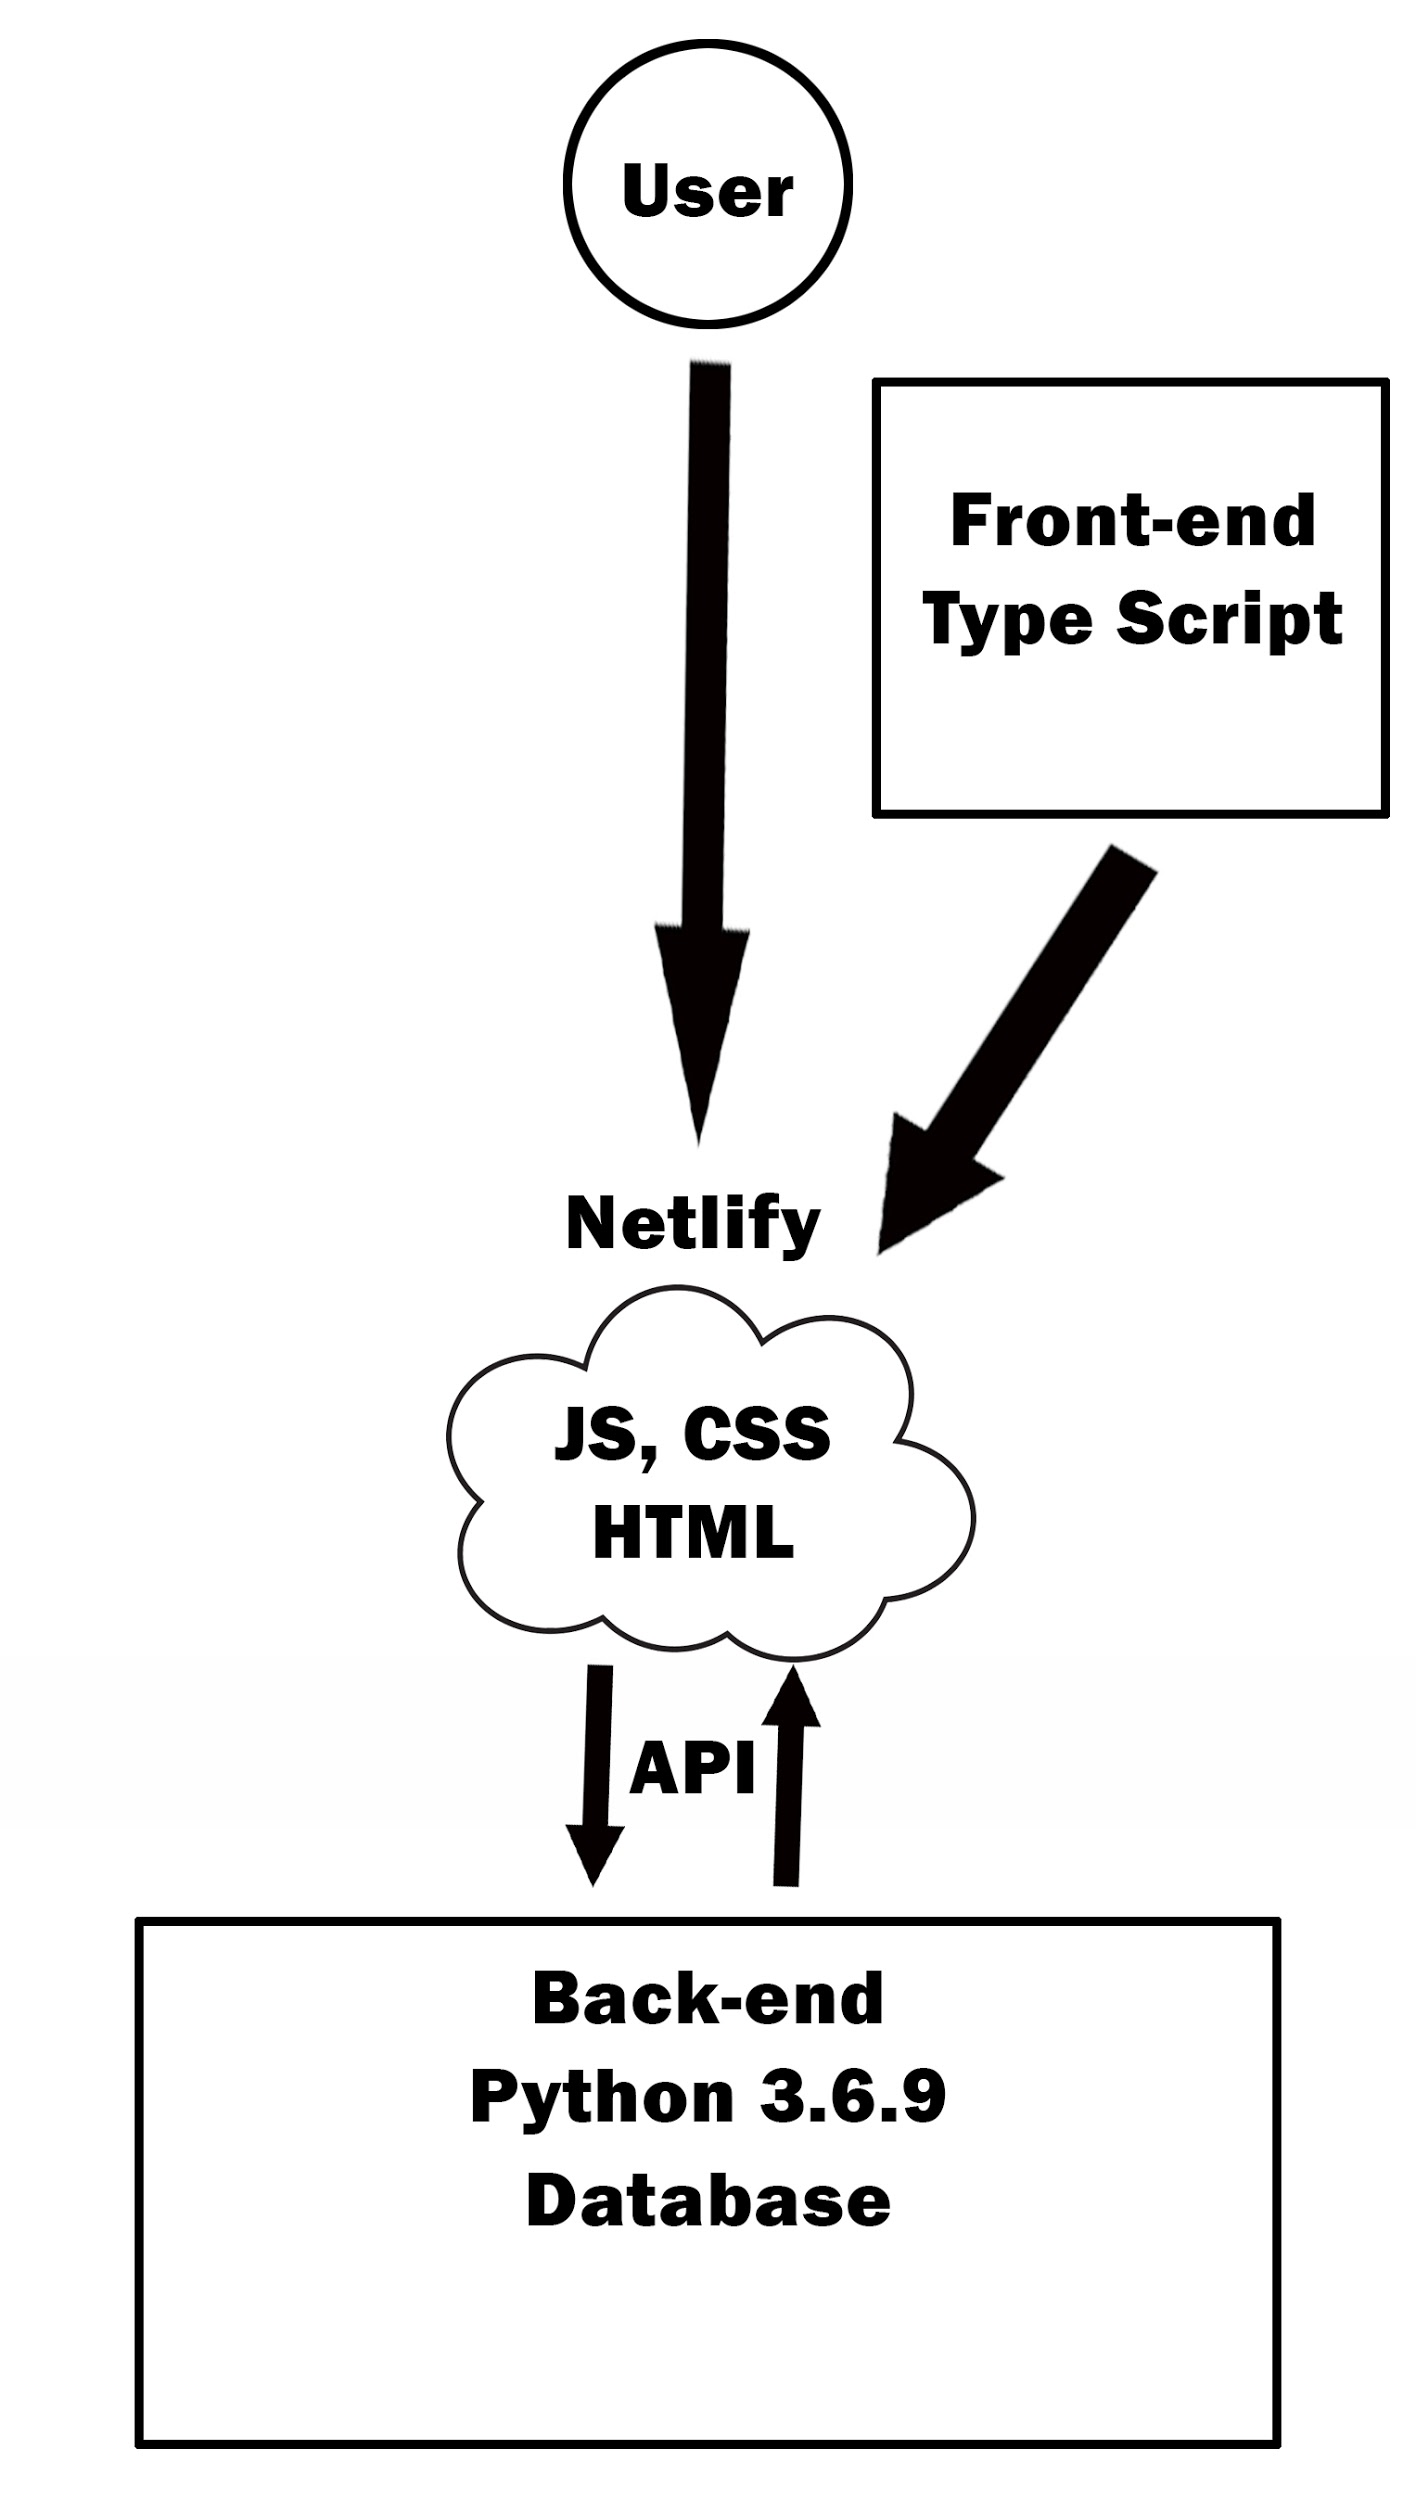 User
Front-end
Type Script
Netlify
JS, CSS
HTML
API
Back-end
Python 3.6.9
Database